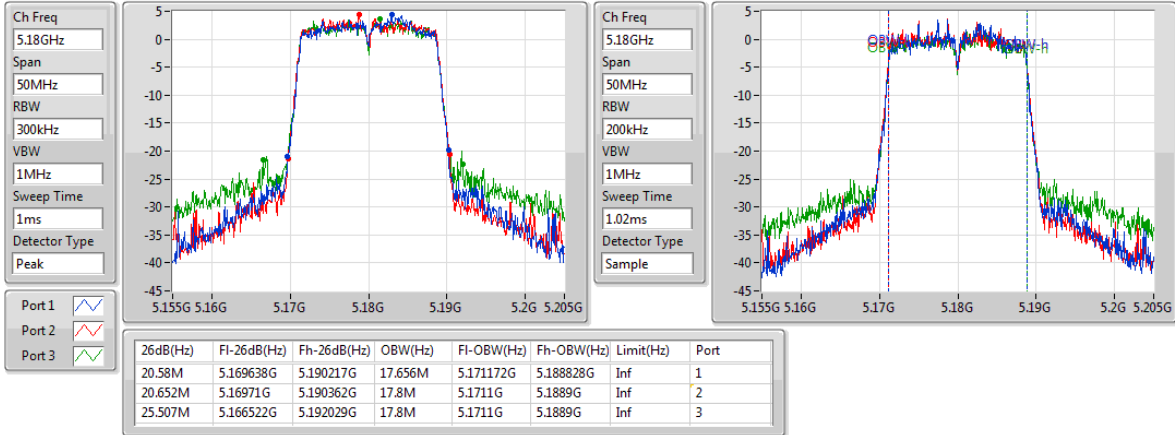 Ch Freq
5.18GHz
Span
50MHz
RBW
300kHz
VBW
1MHz
Sweep Time
1ms
Detector Type
Peak
Port 1
Port 2
Port 3
5
0
-5
-10
-15
-20
-25
-30
-35
-40
-45
5.155G 5.16G 5.17G 5.18G 5.19G 5.2G 5.205G
Ch Freq
5.18GHz
Span
50MHz
RBW
200kHz
VBW
1MHz
Sweep Time
1.02ms
Detector Type
Sample
5
0
-5
-10
-15
-20
-25
-30
-35
-40
-45
5.155G 5.16G 5.17G 5.18G 5.19G 5.2G 5.205G
26dB(Hz) Fl-26dB(Hz) Fh-26dB(Hz) OBW(Hz) Fl-OBW(Hz) Fh-OBW(Hz) Limit(Hz) Port
20.58M 5.169638G 5.190217G 17.656M 5.171172G 5.188828G Inf 1
20.652M 5.16971G 5.190362G 17.8M 5.1711G 5.1889G Inf 2
25.507M 5.166522G 5.192029G 17.8M 5.1711G 5.1889G Inf 3